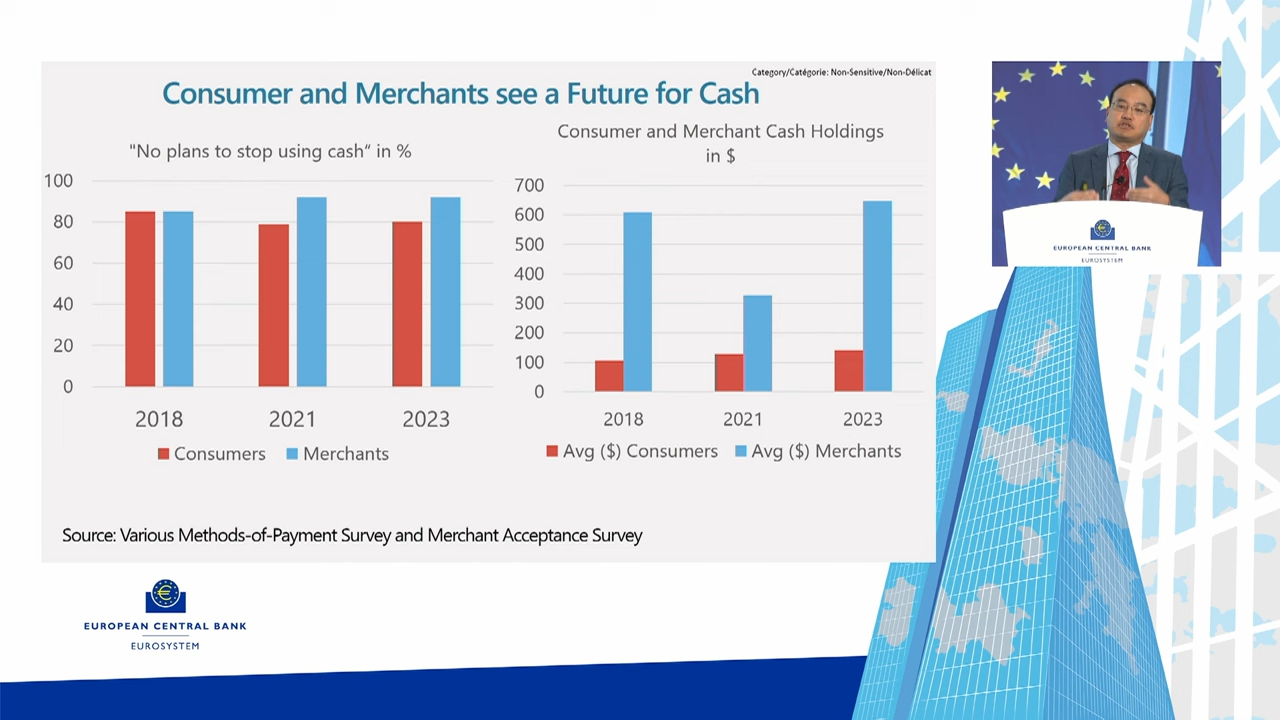 Category/Catégorie: Non-Sensitive/Non-Délicat
Consumer and Merchants see a Future for Cash
"No plans to stop using cash“ in %
100
80
60
40
20
0
2018
2021
2023
Consumers
Merchants
Consumer and Merchant Cash Holdings
in $
700
600
500
400
300
200
100
0
2018
2021
2023
Avg ($) Consumers
Avg ($) Merchants
Source: Various Methods-of-Payment Survey and Merchant Acceptance Survey
EUROPEAN CENTRAL BANK
EUROSYSTEM
EUROPEAN CENTRAL BANK
EUROSYSTEM